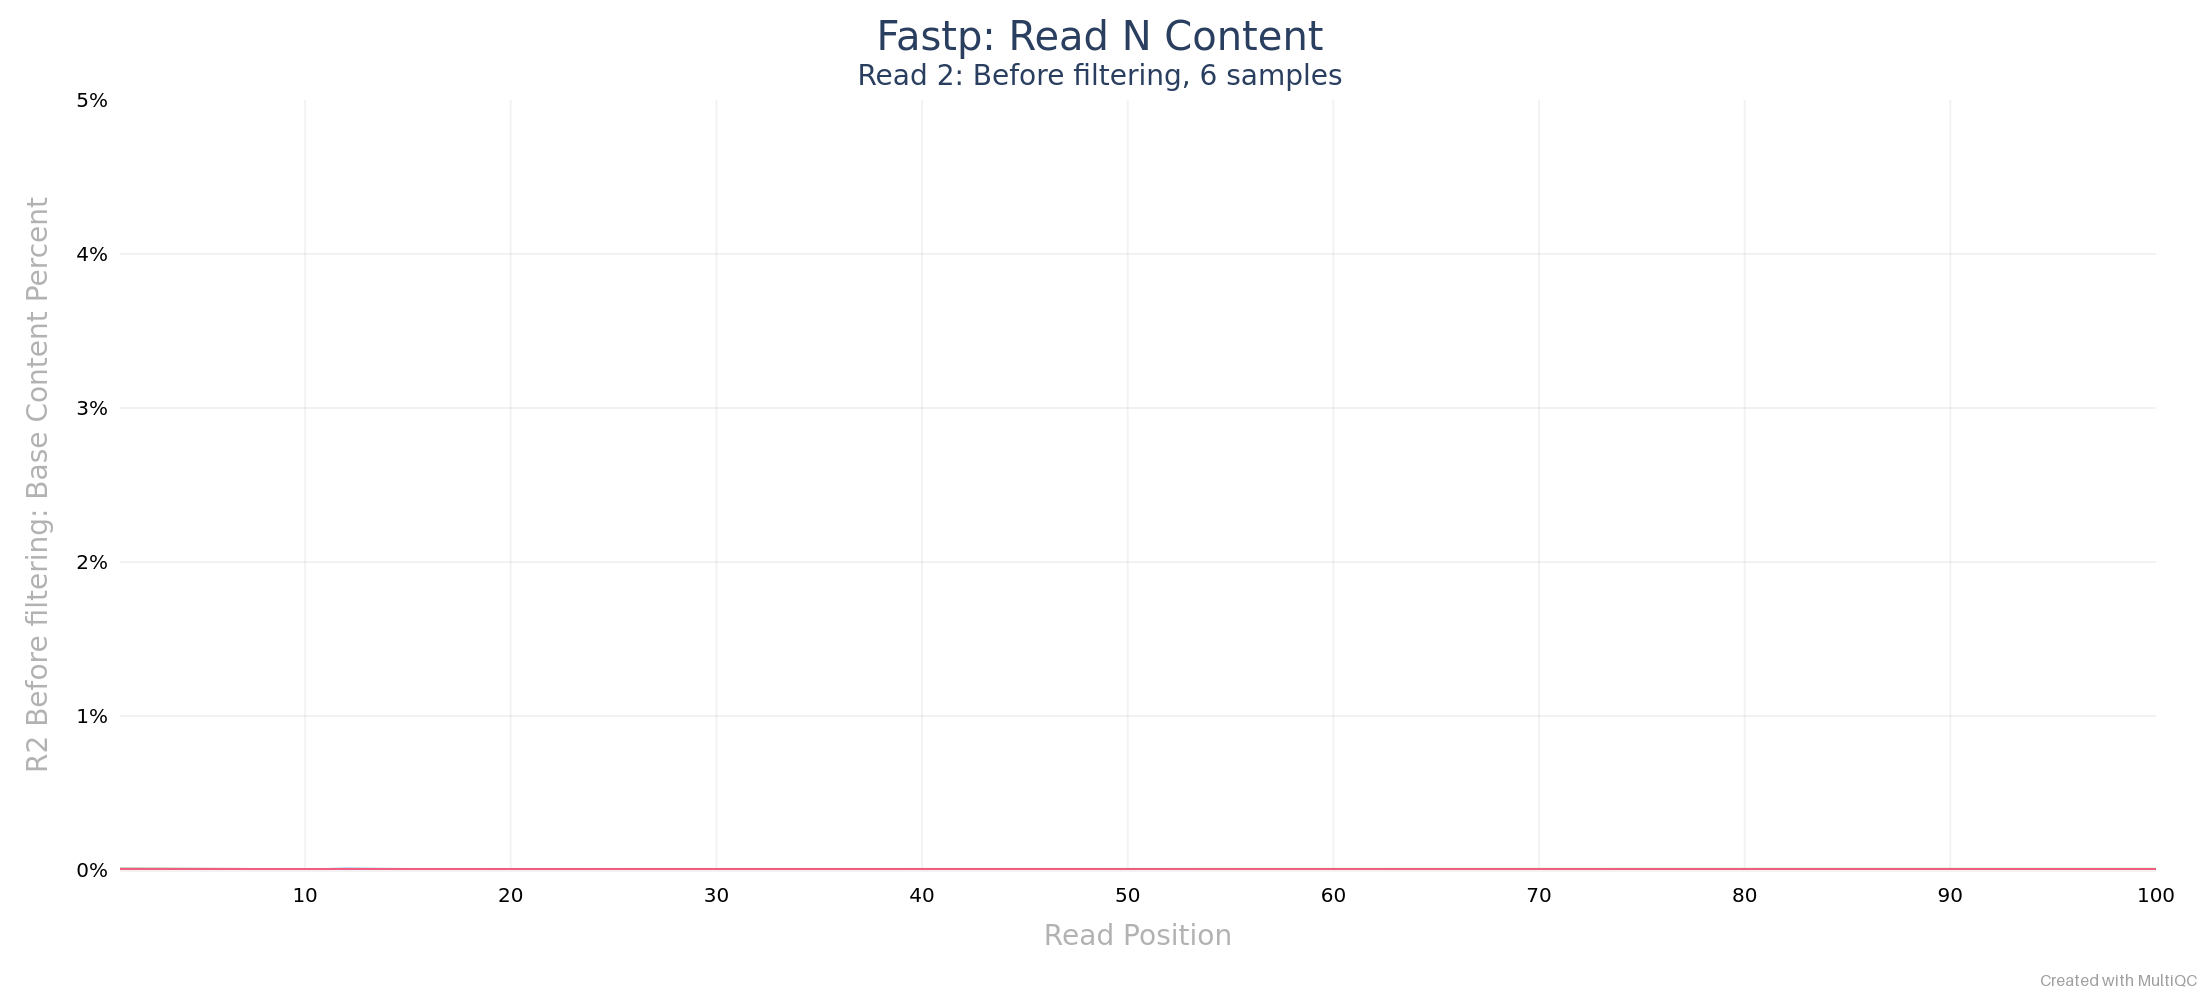 Fastp: Read N Content
Read 2: Before filtering, 6 samples
R2 Before filtering: Base Content Percent
5%
4%
3%
2%
1%
0%
10 20 30 40 50 60 70 80 90 100
Read Position
Created with MultiQC